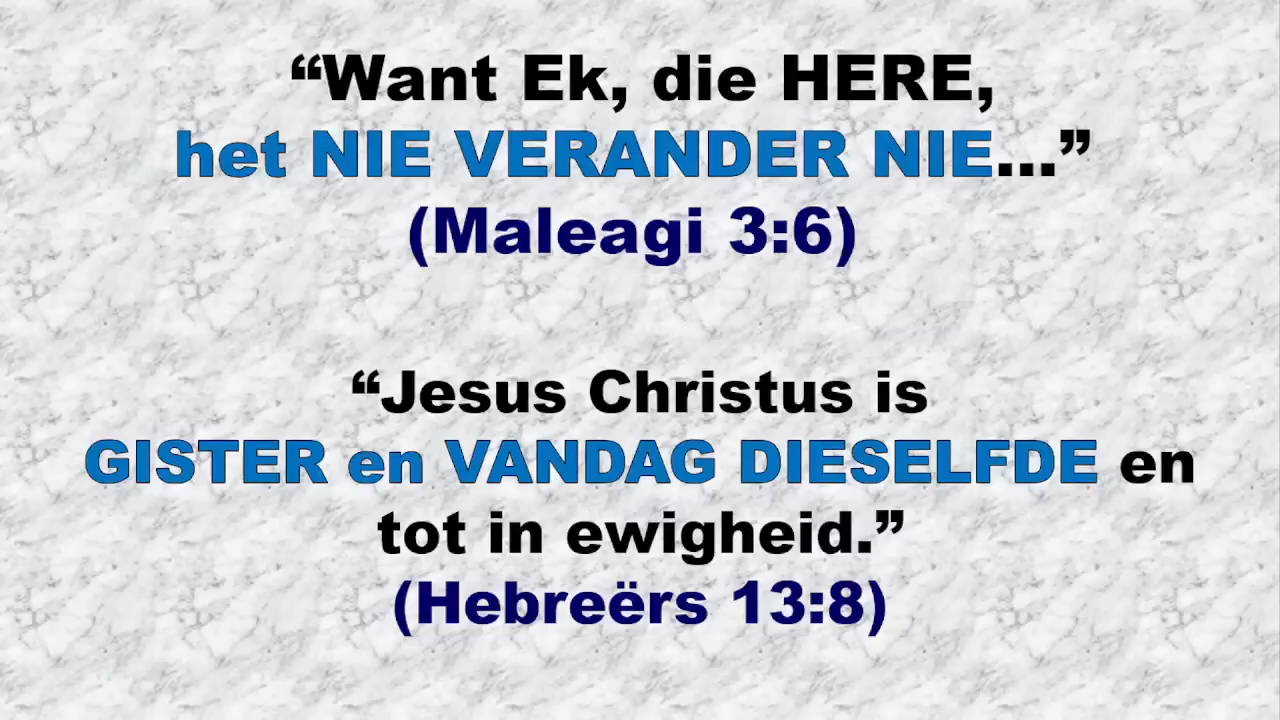 “Want Ek, die HERE,
het NIE VERANDER NIE...”
(Maleagi 3:6)
“Jesus Christus is
GISTER en VANDAG DIESELFDE en
tot in ewigheid.”
(Hebreërs 13:8)